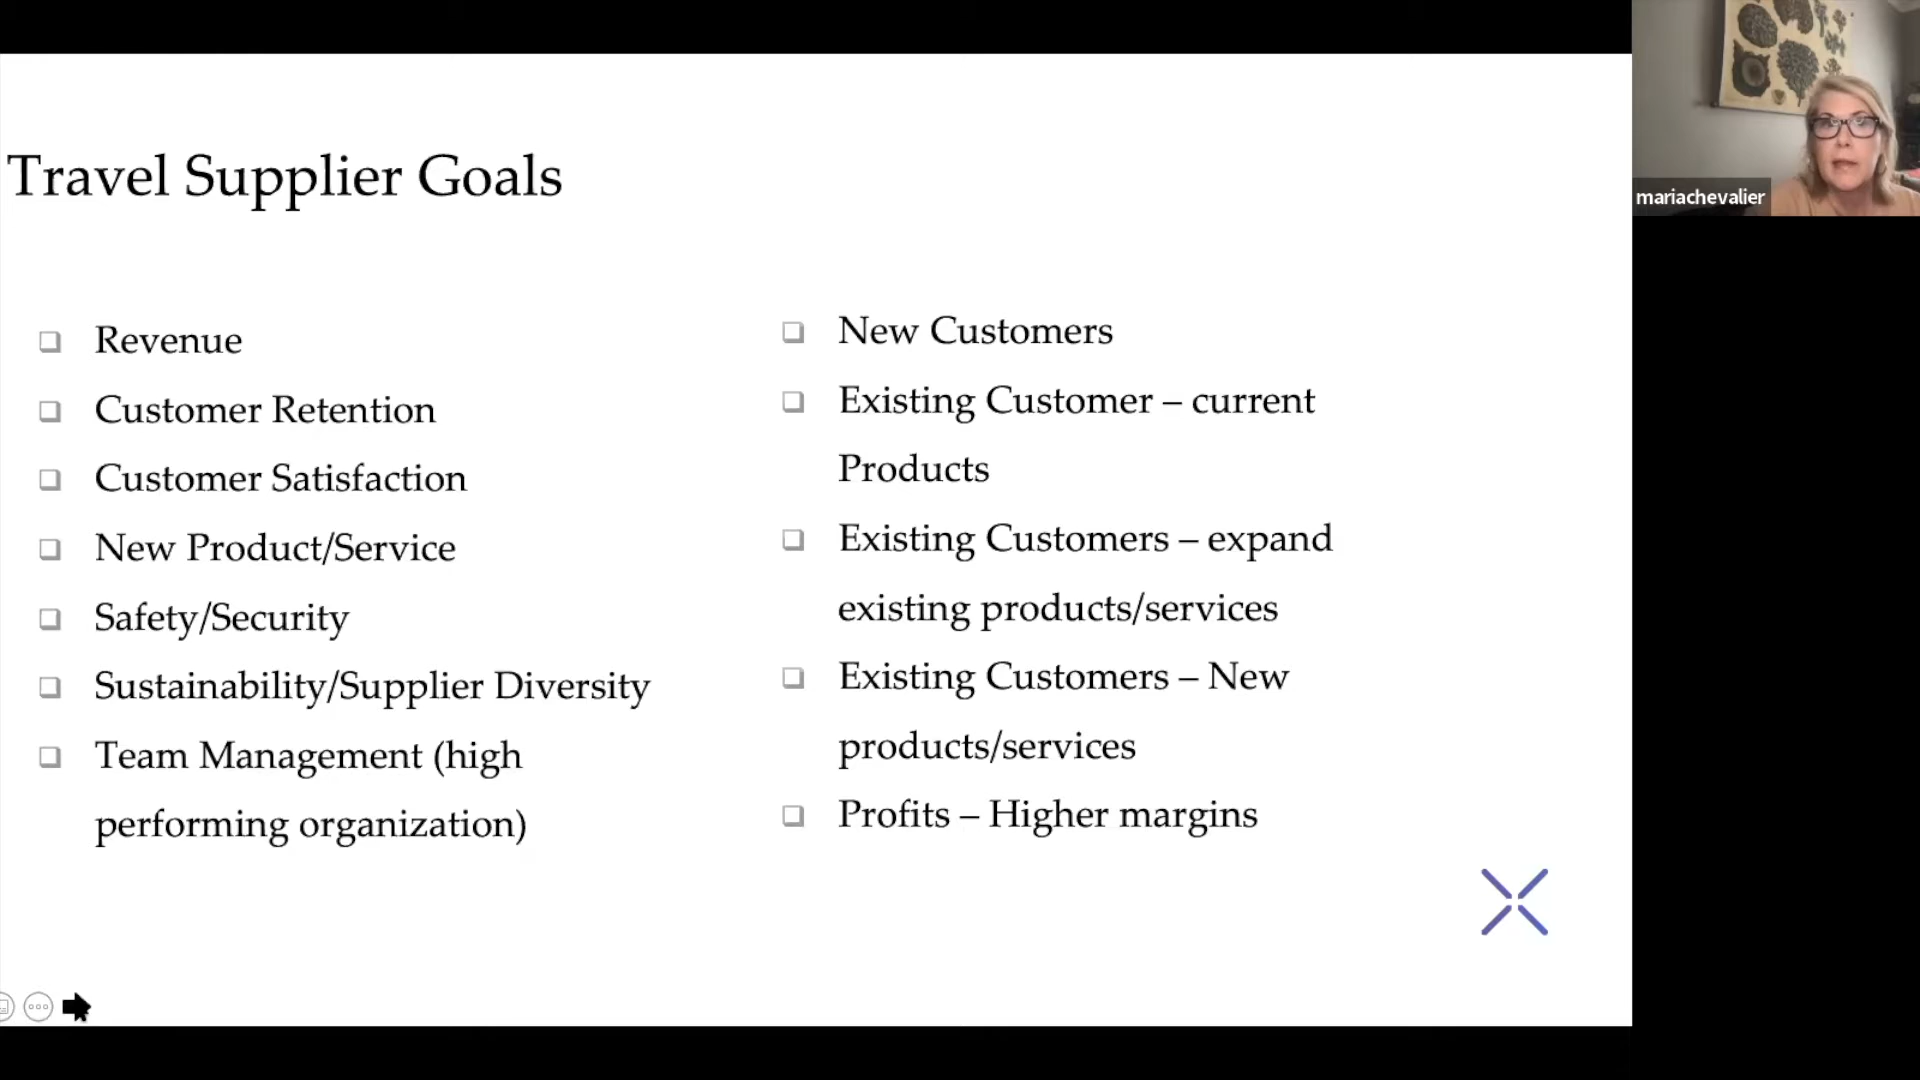 Travel Supplier Goals
Revenue
Customer Retention
Customer Satisfaction
New Product/Service
Safety/Security
Sustainability/Supplier Diversity
Team Management (high
performing organization)
New Customers
Existing Customer – current
Products
Existing Customers – expand
existing products/services
Existing Customers – New
products/services
Profits – Higher margins
mariachevalier